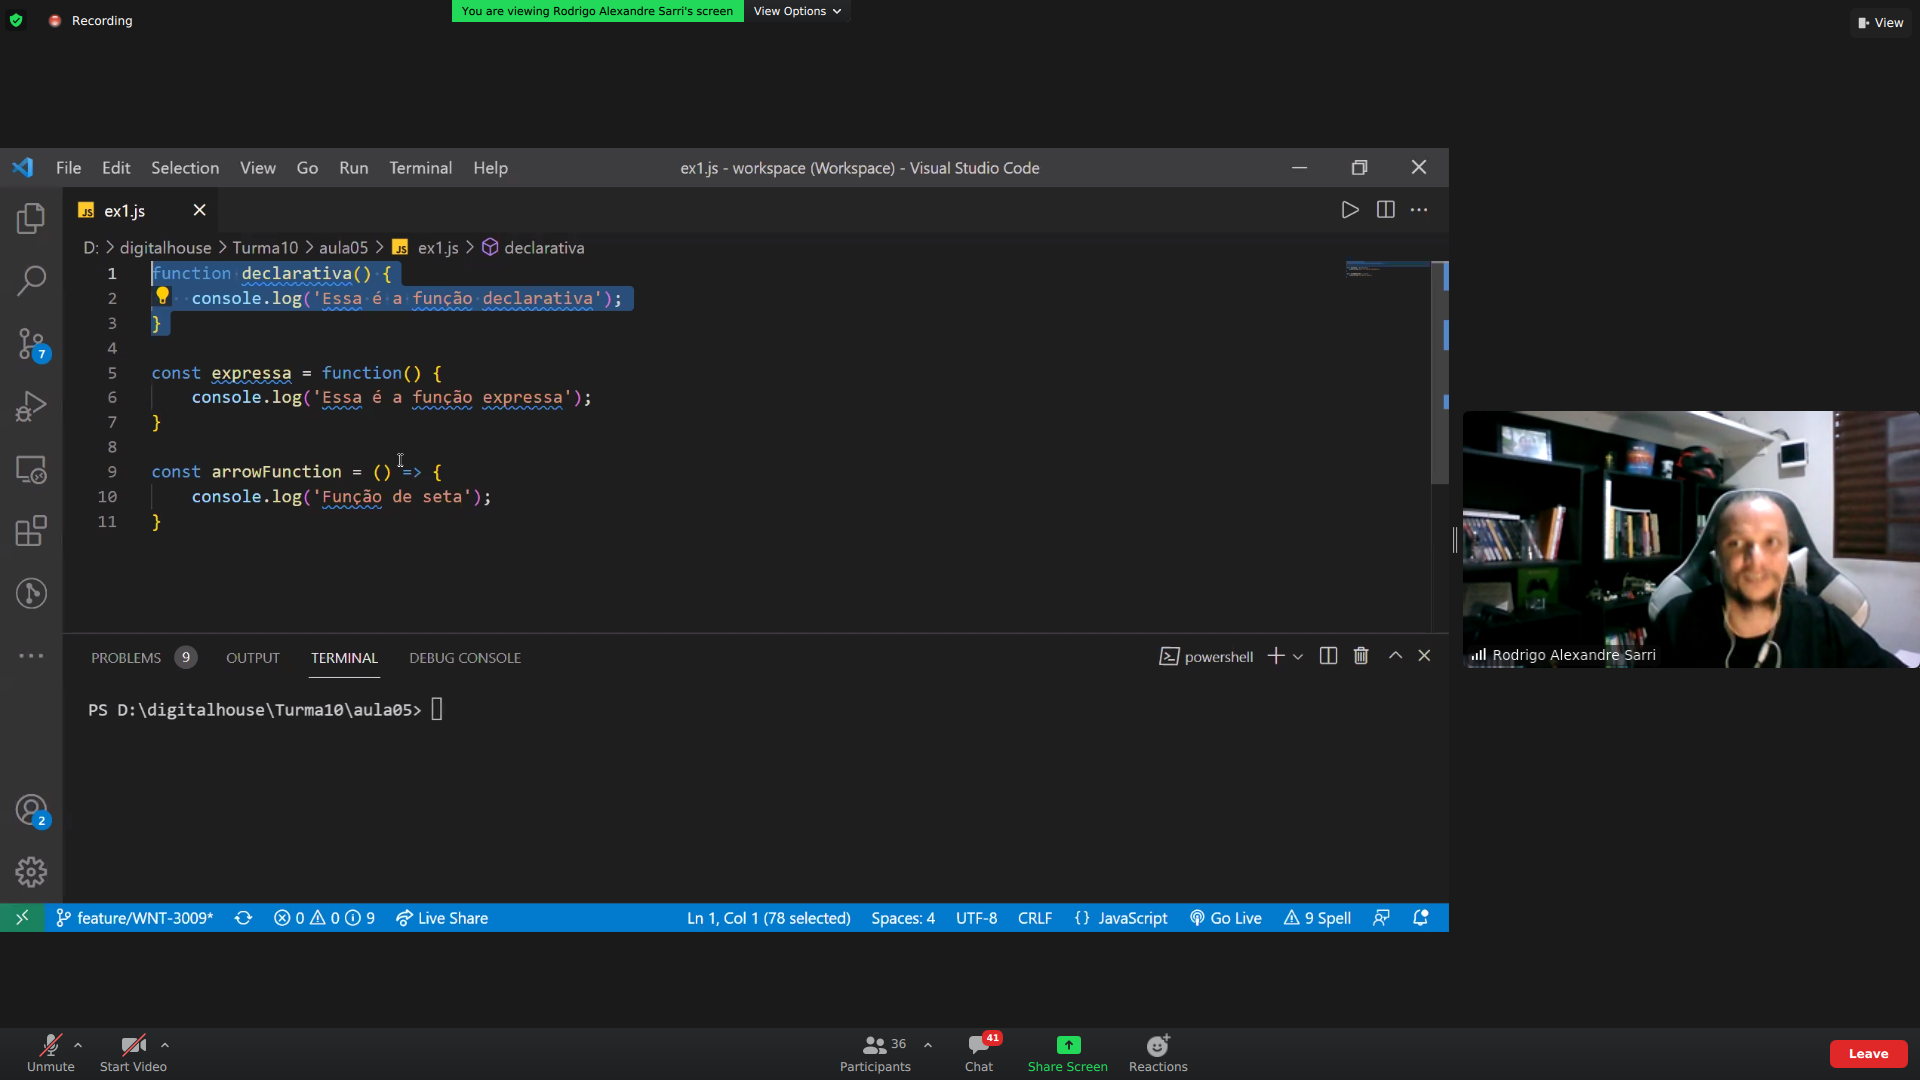 Recording
You are viewing Rodrigo Alexandre Sarri's screen
View Options
View
File Edit Selection View Go Run Terminal Help
ex1.js - workspace (Workspace) - Visual Studio Code
JS ex1.js
D: > digitalhouse > Turma10 > aula05 > JS ex1.js > declarativa
1 function declarativa() {
2 console.log('Essa é a função declarativa');
3 }
4
5 const expressa = function() {
6 console.log('Essa é a função expressa');
7 }
8
9 const arrowFunction = () => {
10 console.log('Função de seta');
11 }
7
2
PROBLEMS 9 OUTPUT TERMINAL DEBUG CONSOLE
powershell
PS D:\digitalhouse\Turma10\aula05>
feature/WNT-3009* 0 0 9 Live Share
Ln 1, Col 1 (78 selected) Spaces: 4 UTF-8 CRLF {} JavaScript Go Live 9 Spell
Rodrigo Alexandre Sarri
Unmute
Start Video
36
Participants
41
Chat
Share Screen
Reactions
Leave